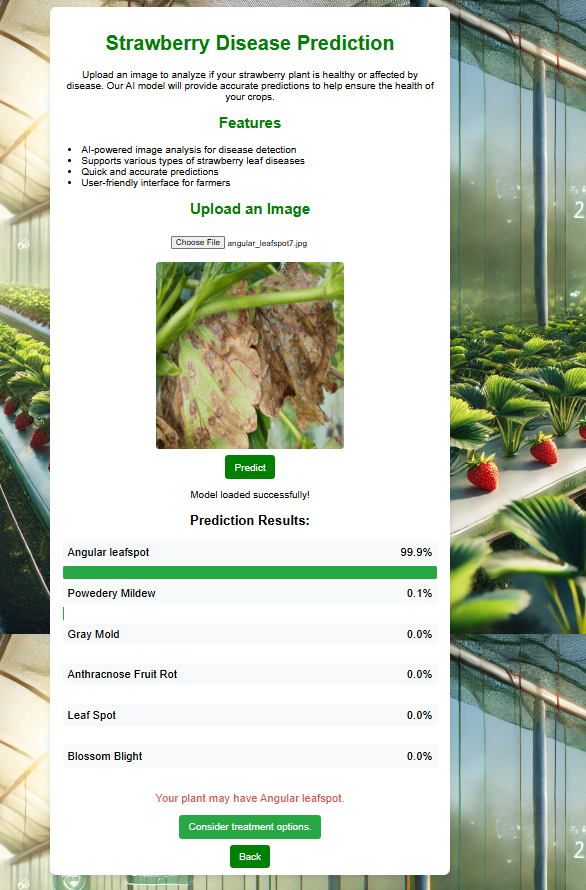 Strawberry Disease Prediction
Upload an image to analyze if your strawberry plant is healthy or affected by
disease. Our AI model will provide accurate predictions to help ensure the health of
your crops.
Features
AI-powered image analysis for disease detection
Supports various types of strawberry leaf diseases
Quick and accurate predictions
User-friendly interface for farmers
Upload an Image
Choose File angular_leafspot7.jpg
Predict
Model loaded successfully!
Prediction Results:
Angular leafspot 99.9%
Powedery Mildew 0.1%
Gray Mold 0.0%
Anthracnose Fruit Rot 0.0%
Leaf Spot 0.0%
Blossom Blight 0.0%
Your plant may have Angular leafspot.
Consider treatment options.
Back